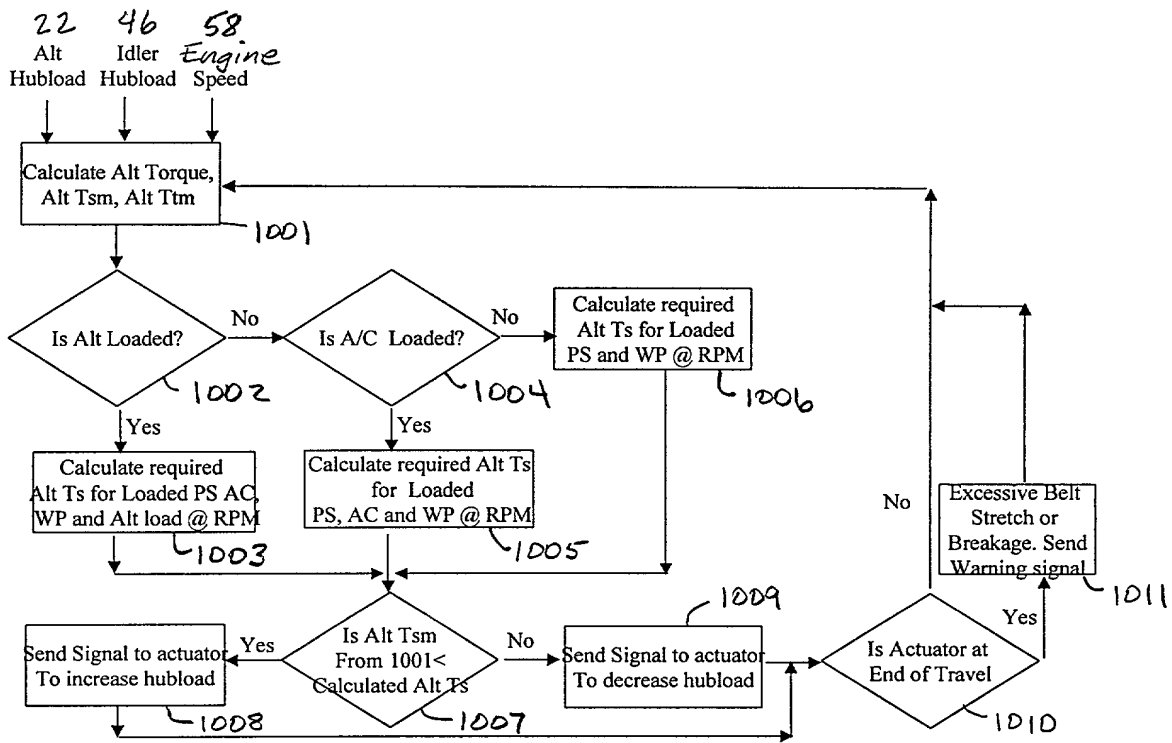 22 46 58
Alt Idler Engine
Hubload Hubload Speed
Calculate Alt Torque,
Alt Tsm, Alt Ttm
1001
Is Alt Loaded?
1002
No
Is A/C Loaded?
1004
No
Calculate required
Alt Ts for Loaded
PS and WP @ RPM
1006
Yes
Calculate required
Alt Ts for Loaded PS AC,
WP and Alt load @ RPM
1003
Yes
Calculate required Alt Ts
for Loaded
PS, AC and WP @ RPM
1005
No
Excessive Belt
Stretch or
Breakage. Send
Warning signal
1011
Is Alt Tsm
From 1001<
Calculated Alt Ts
1007
Yes
Send Signal to actuator
To increase hubload
1008
No
Send Signal to actuator
To decrease hubload
1009
Is Actuator at
End of Travel
1010
Yes